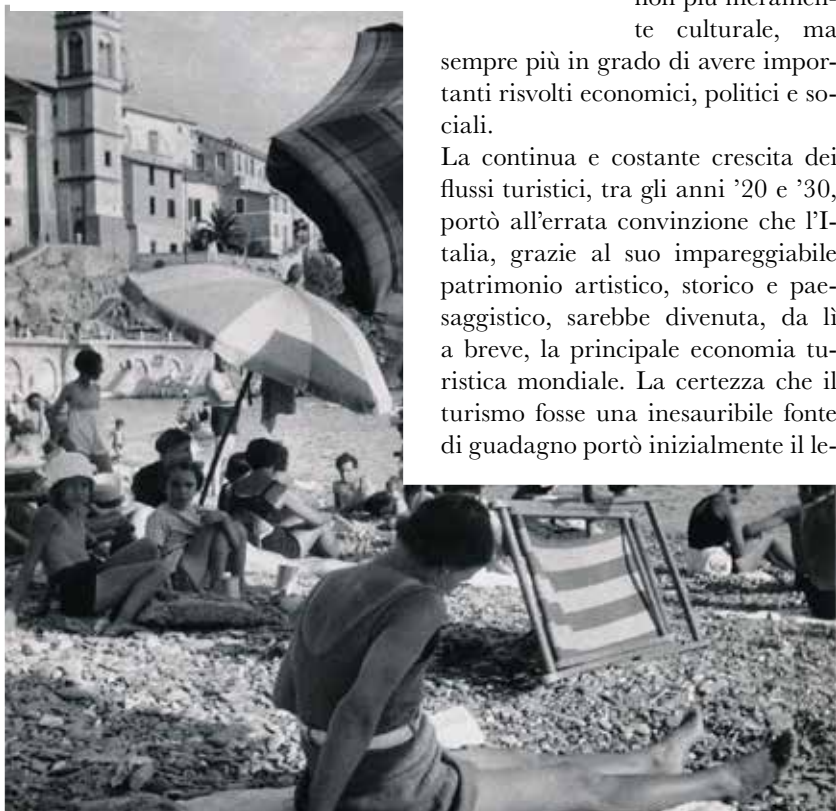 non più meramen-
te culturale, ma
sempre più in grado di avere impor-
tanti risvolti economici, politici e so-
ciali.
La continua e costante crescita dei
flussi turistici, tra gli anni ’20 e ’30,
portò all’errata convinzione che l’I-
talia, grazie al suo impareggiabile
patrimonio artistico, storico e pae-
saggistico, sarebbe divenuta, da lì
a breve, la principale economia tu-
ristica mondiale. La certezza che il
turismo fosse una inesauribile fonte
di guadagno portò inizialmente il le-